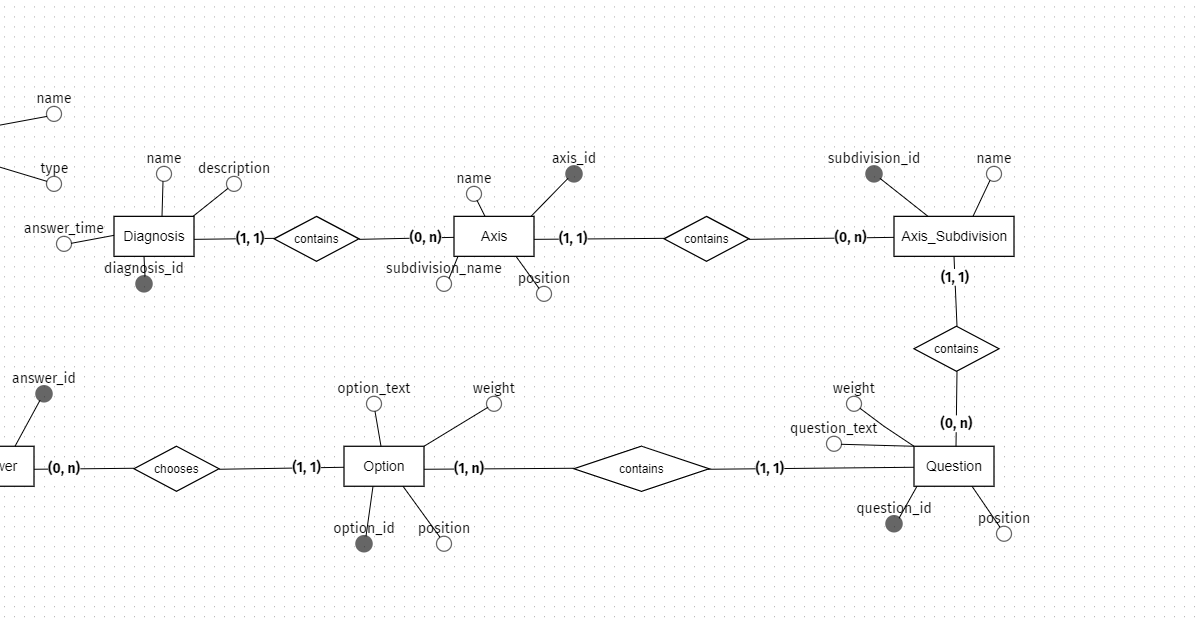 name
type
name
description
answer_time
Diagnosis
diagnosis_id
(1, 1)
contains
(0, n)
name
axis_id
Axis
subdivision_name
position
(1, 1)
contains
(0, n)
subdivision_id
name
Axis_Subdivision
(1, 1)
contains
(0, n)
answer_id
wer
(0, n)
chooses
(1, 1)
option_text
weight
Option
option_id
position
(1, n)
contains
(1, 1)
weight
question_text
Question
question_id
position